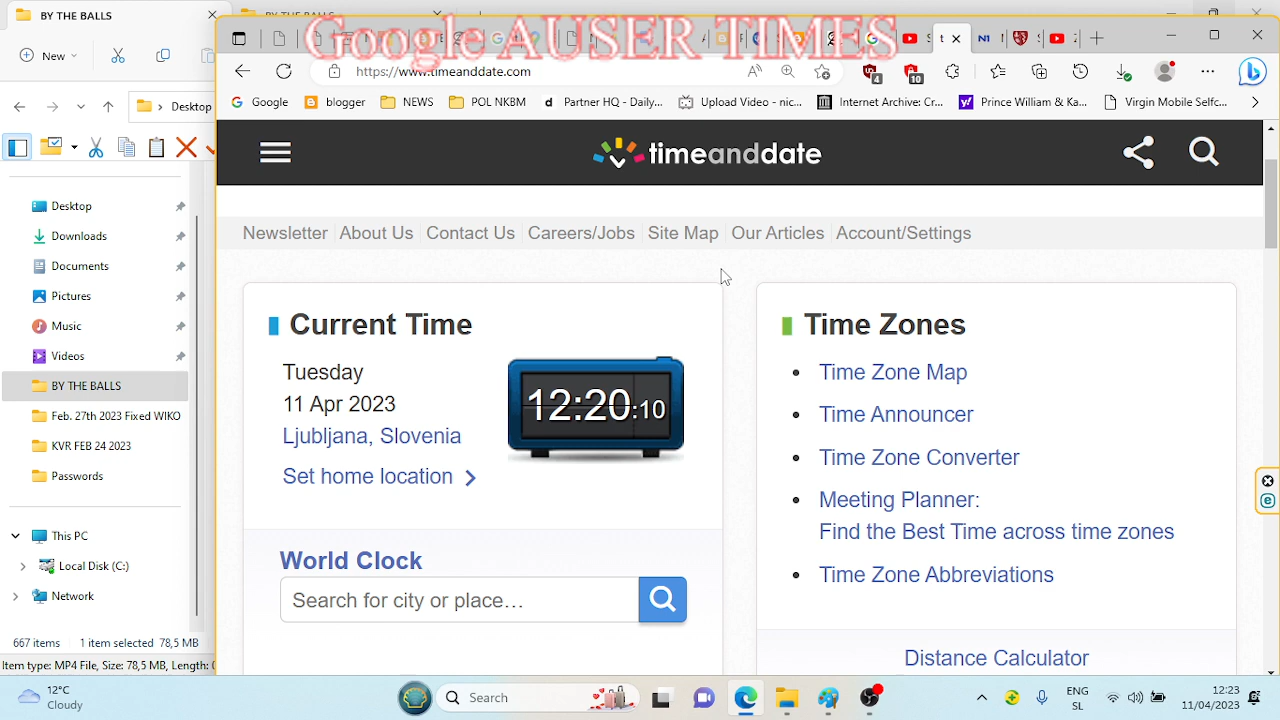 BY THE BALLS
Google AUSER TIMES
New
https://www.timeanddate.com
4
10
Desktop
Google
blogger
NEWS
POL NKBM
Partner HQ - Daily...
Upload Video - nic...
Internet Archive: Cr...
Prince William & Ka...
Virgin Mobile Selfc...
timeanddate
Newsletter
About Us
Contact Us
Careers/Jobs
Site Map
Our Articles
Account/Settings
Desktop
Downloads
Documents
Pictures
Music
Videos
BY THE BALLS
Feb. 27th 2023 Fixed WIKO
KVR FEB 24 2023
Passwords
This PC
Local Disk (C:)
Network
667 items 1 item selected 78,5 MB
Item type: MP4 File, Size: 78,5 MB, Length:
Current Time
Tuesday
11 Apr 2023
Ljubljana, Slovenia
12:20:10
Set home location
World Clock
Search for city or place...
Time Zones
Time Zone Map
Time Announcer
Time Zone Converter
Meeting Planner:
Find the Best Time across time zones
Time Zone Abbreviations
Distance Calculator
12°C
Cloudy
Search
ENG
SL
12:23
11/04/2023